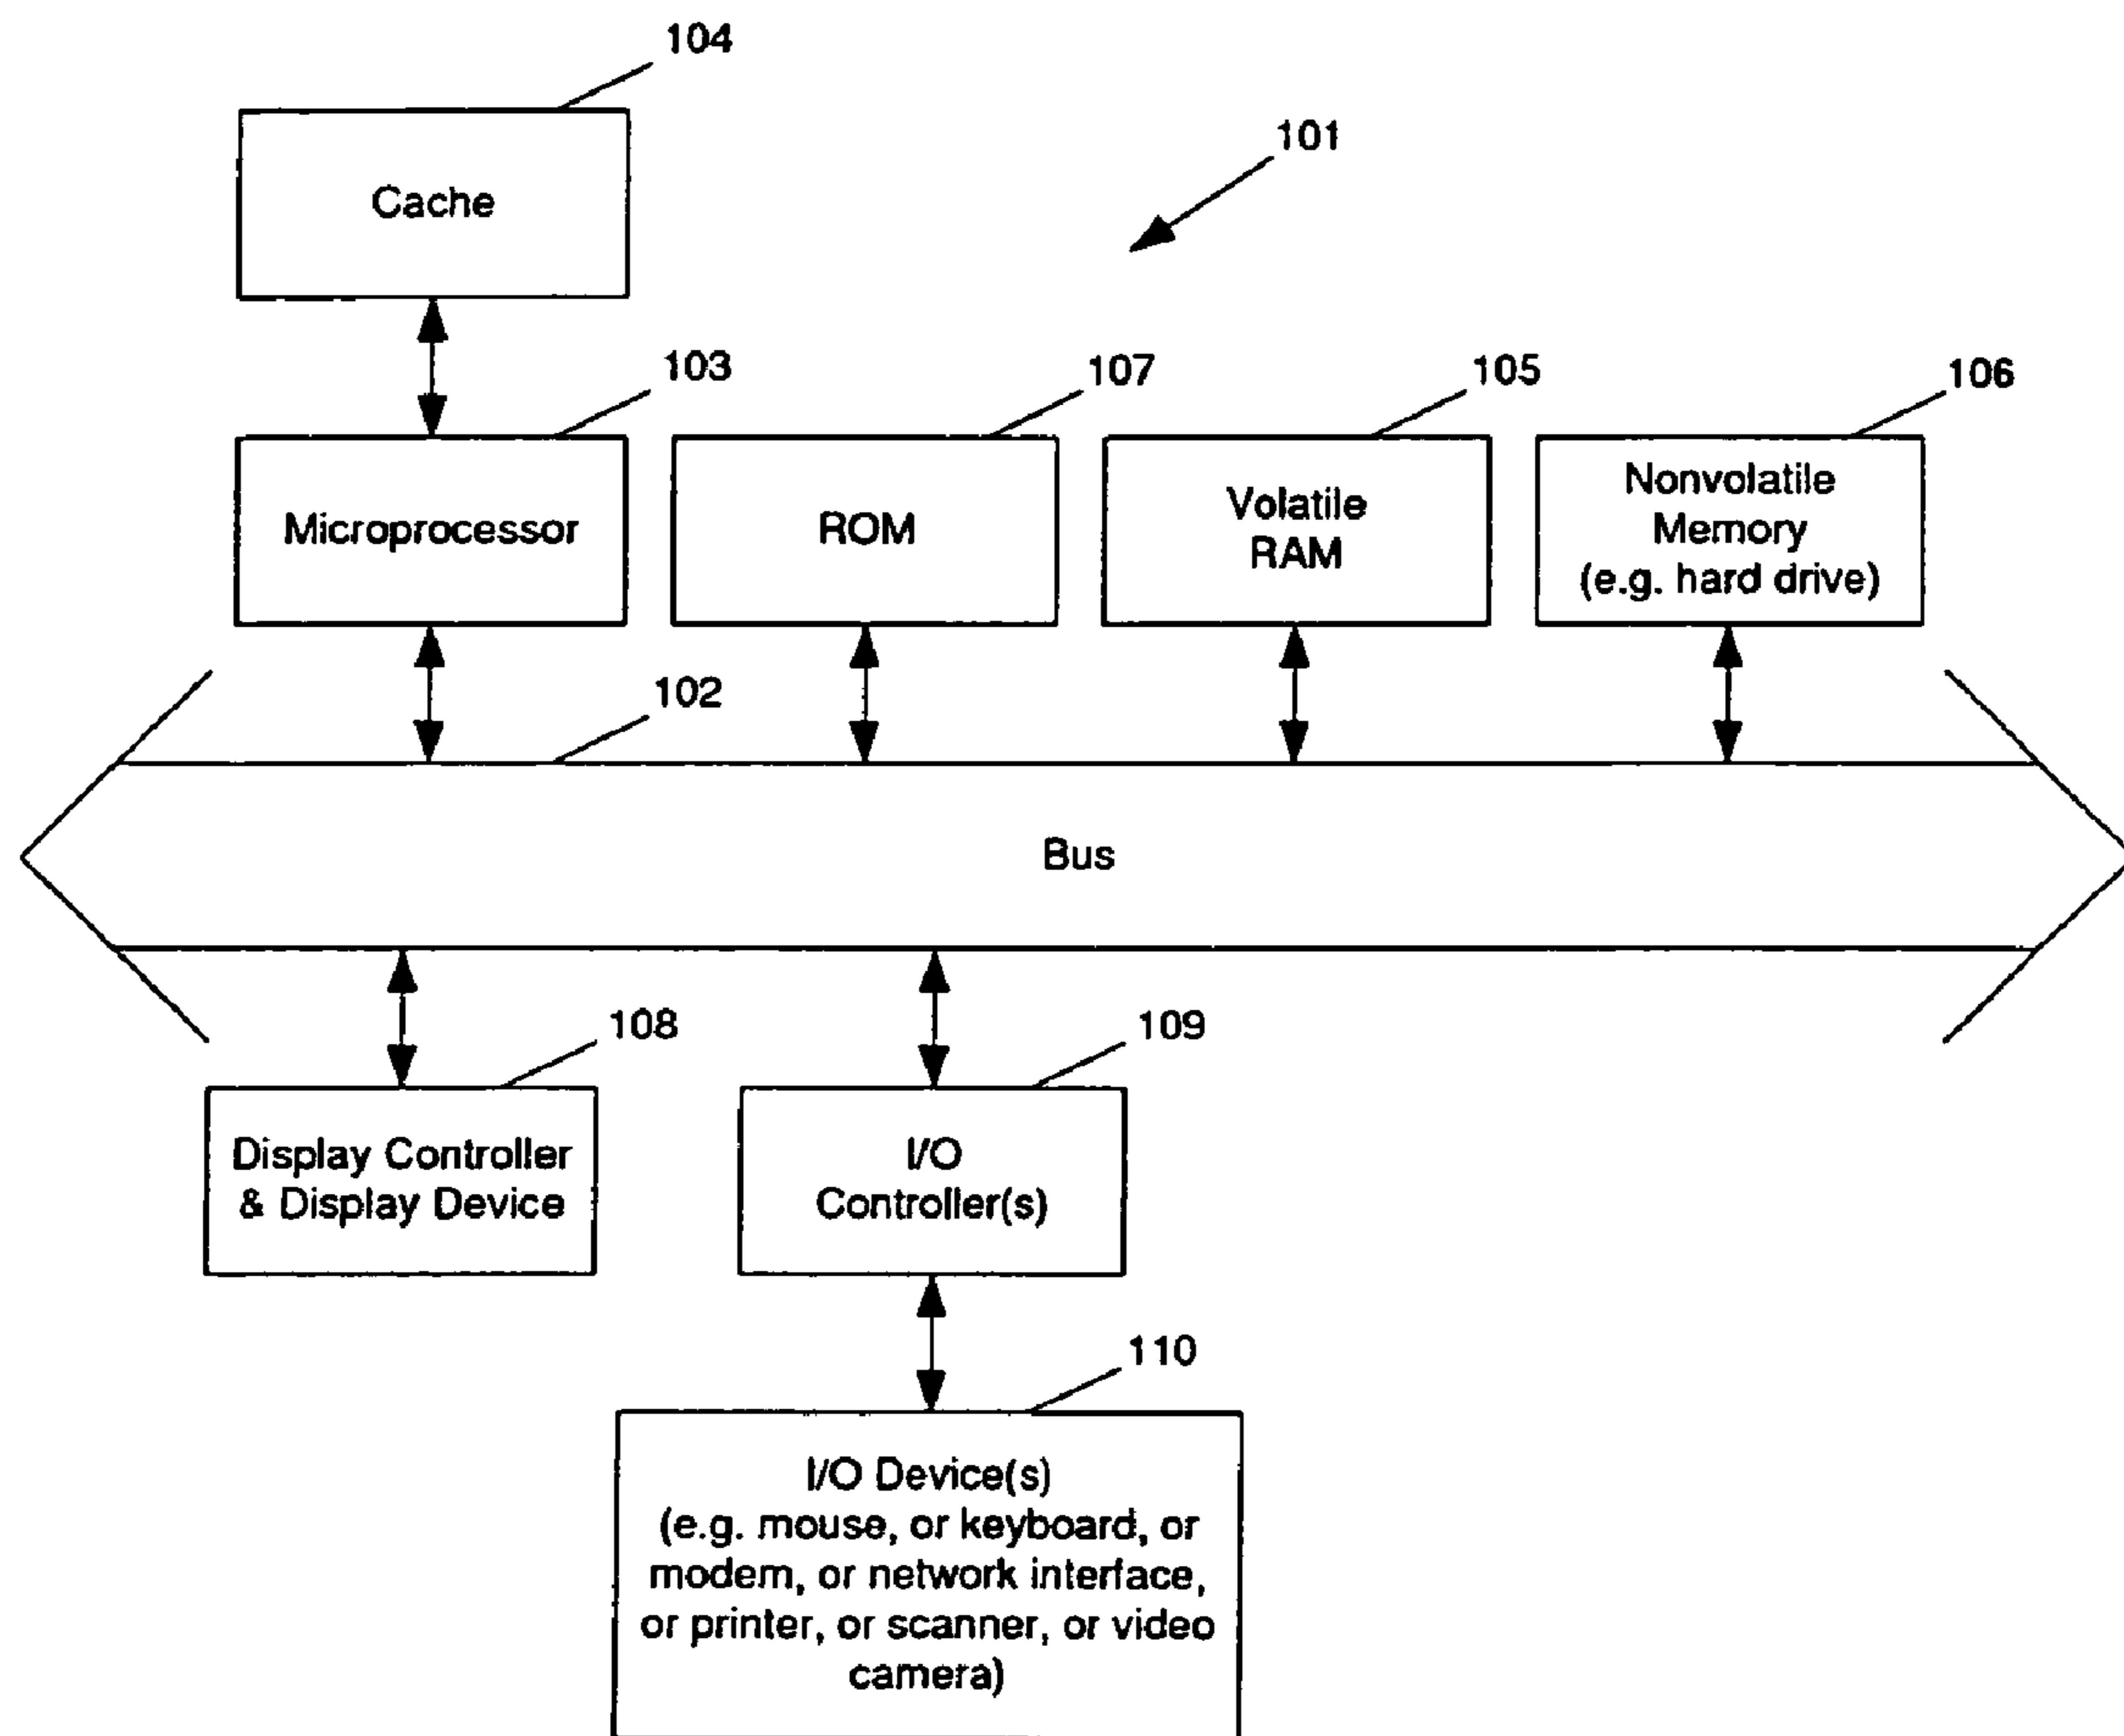 104
101
Cache
103
107
105
106
Microprocessor
ROM
Volatile
RAM
Nonvolatile
Memory
(e.g. hard drive)
102
Bus
108
109
Display Controller
& Display Device
I/O
Controller(s)
110
I/O Device(s)
(e.g. mouse, or keyboard, or
modem, or network interface,
or printer, or scanner, or video
camera)